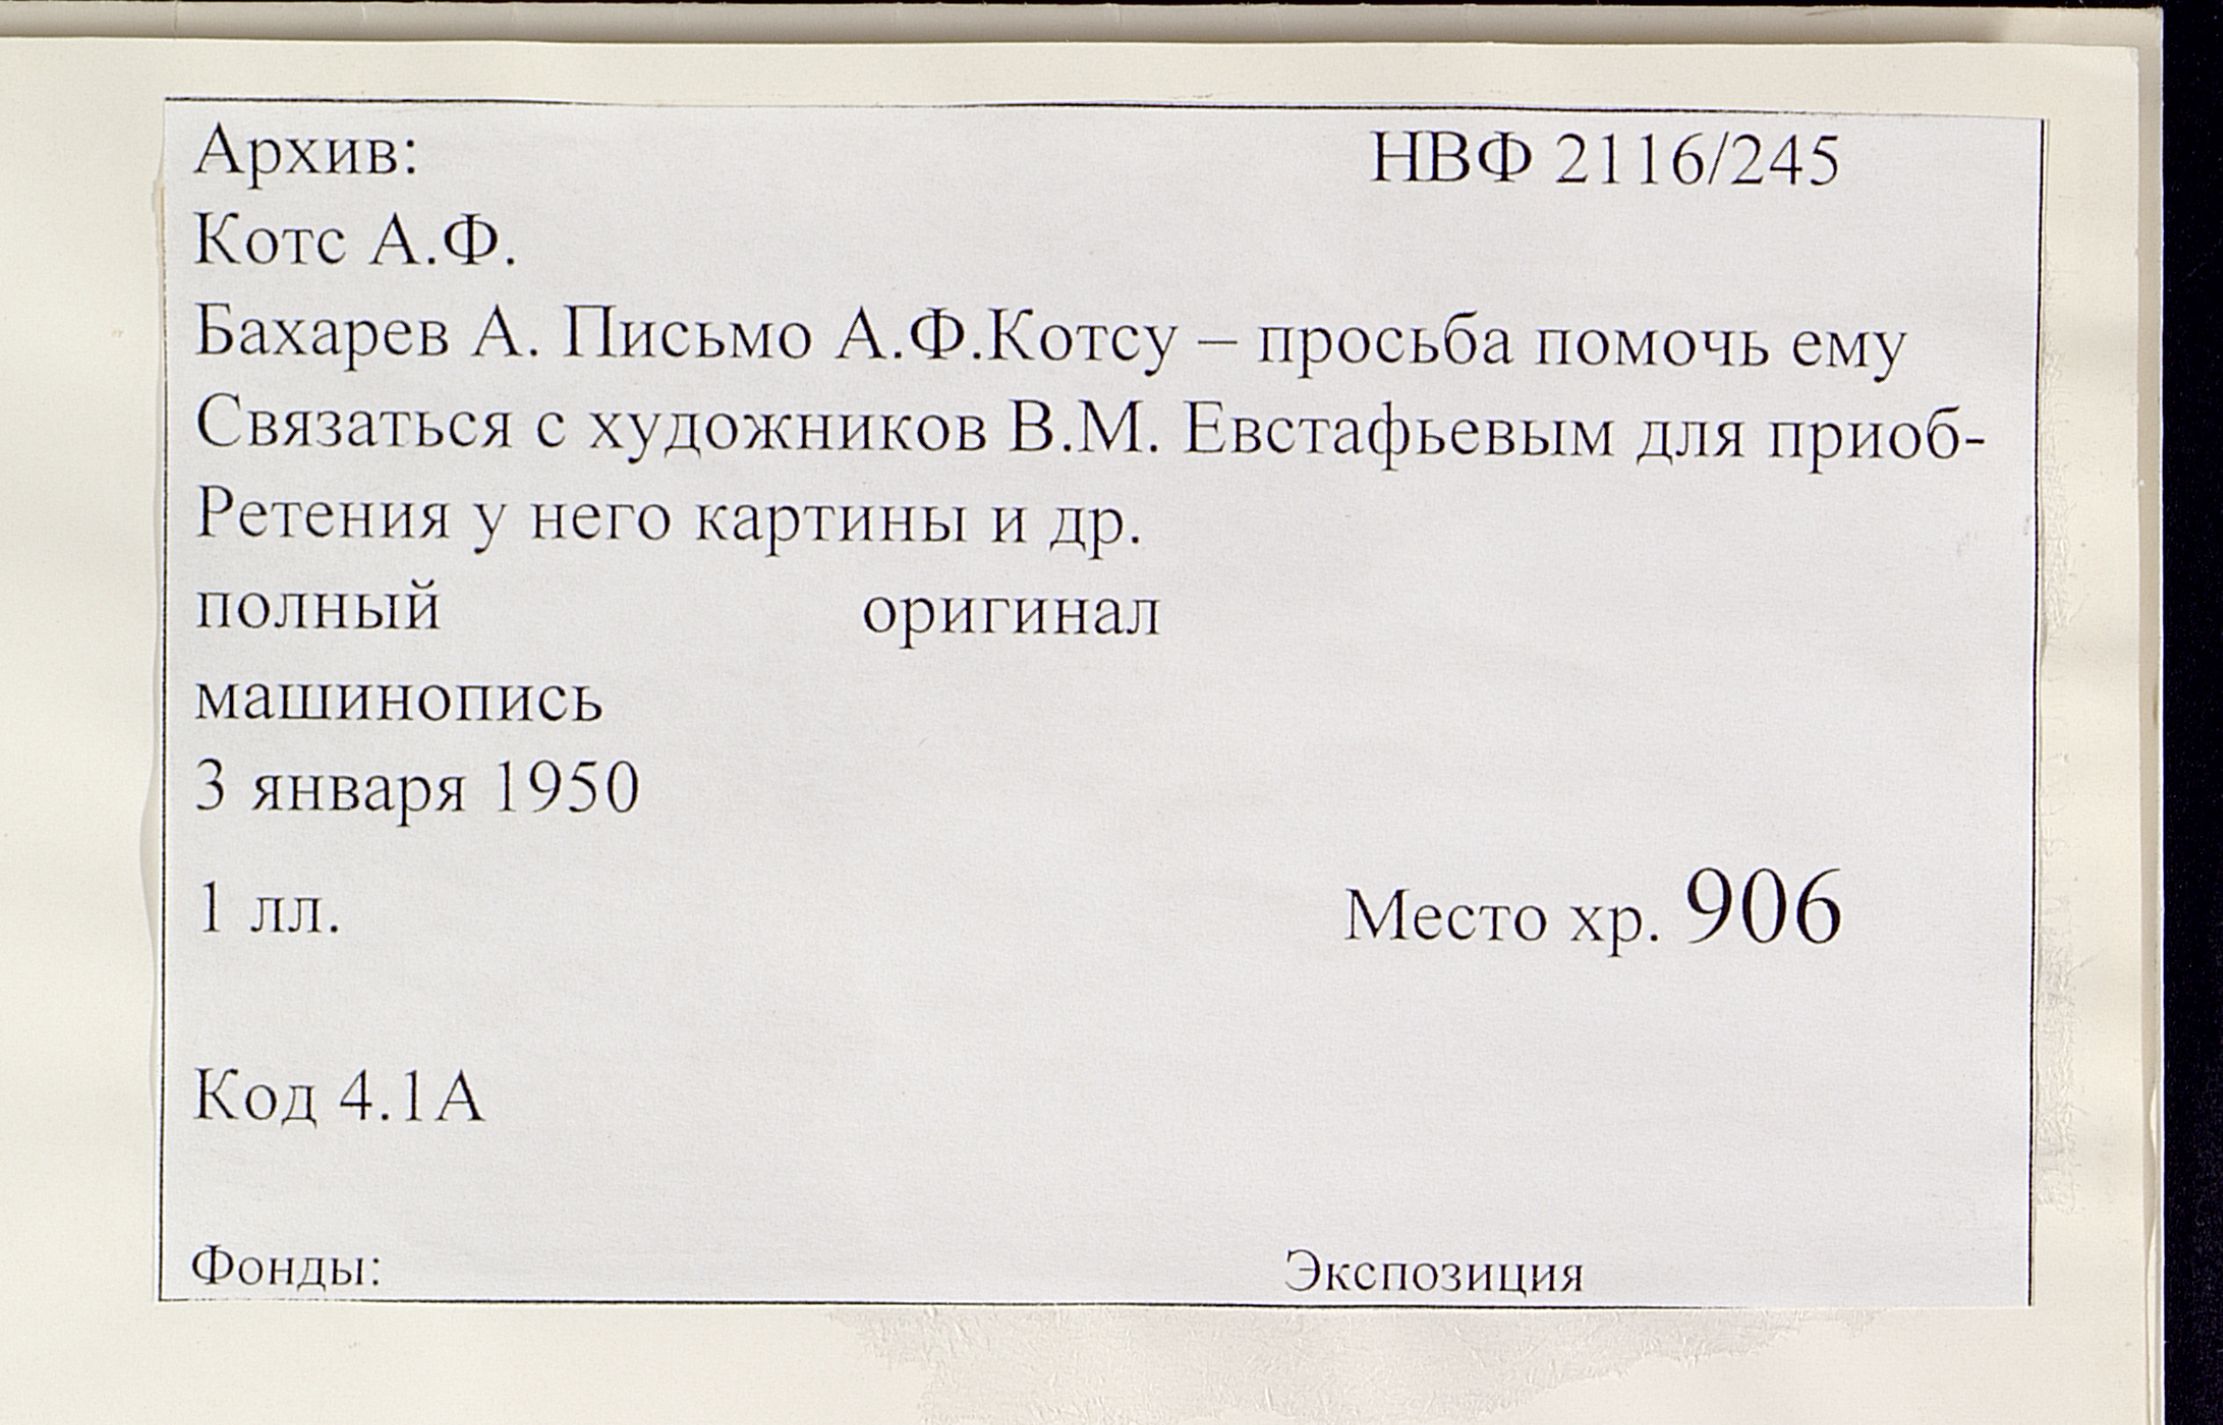 Архив: НВФ 2116/245
Котс А.Ф.
Бахарев А. Письмо А.Ф.Котсу – просьба помочь ему
Связаться с художников В.М. Евстафьевым для приоб-
Ретения у него картины и др.
полный оригинал
машинопись
3 января 1950
1 лл. Место хр. 906
Код 4.1А
Фонды: Экспозиция